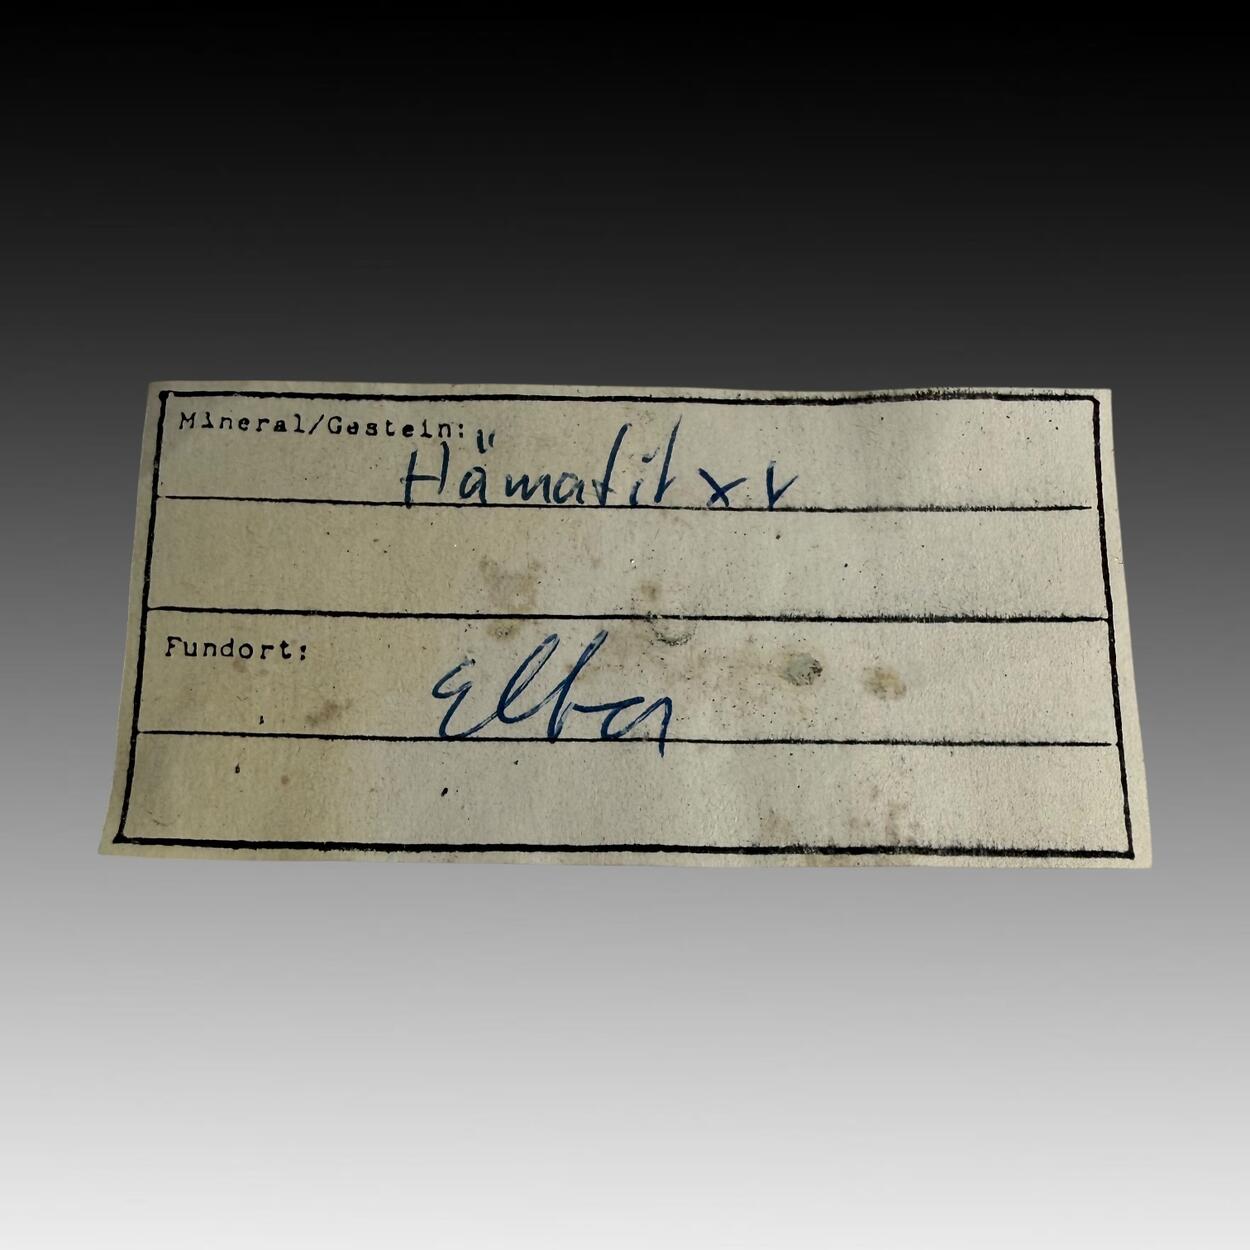 Mineral/Gestein:
Hämatit xx
Fundort:
Elba